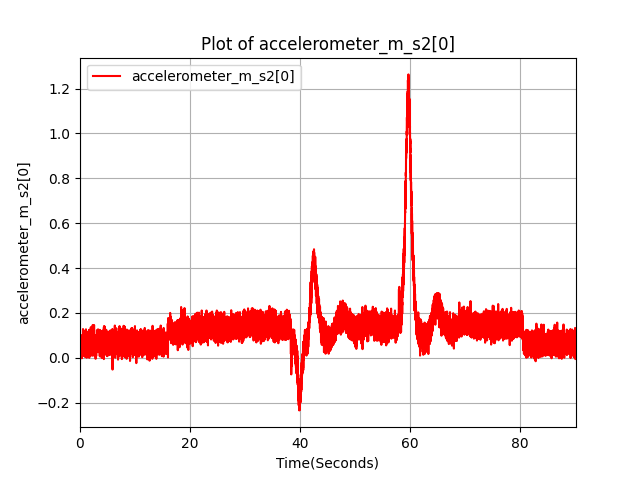 Plot of accelerometer_m_s2[0]
accelerometer_m_s2[0]
accelerometer_m_s2[0]
1.2
1.0
0.8
0.6
0.4
0.2
0.0
−0.2
0 20 40 60 80
Time(Seconds)